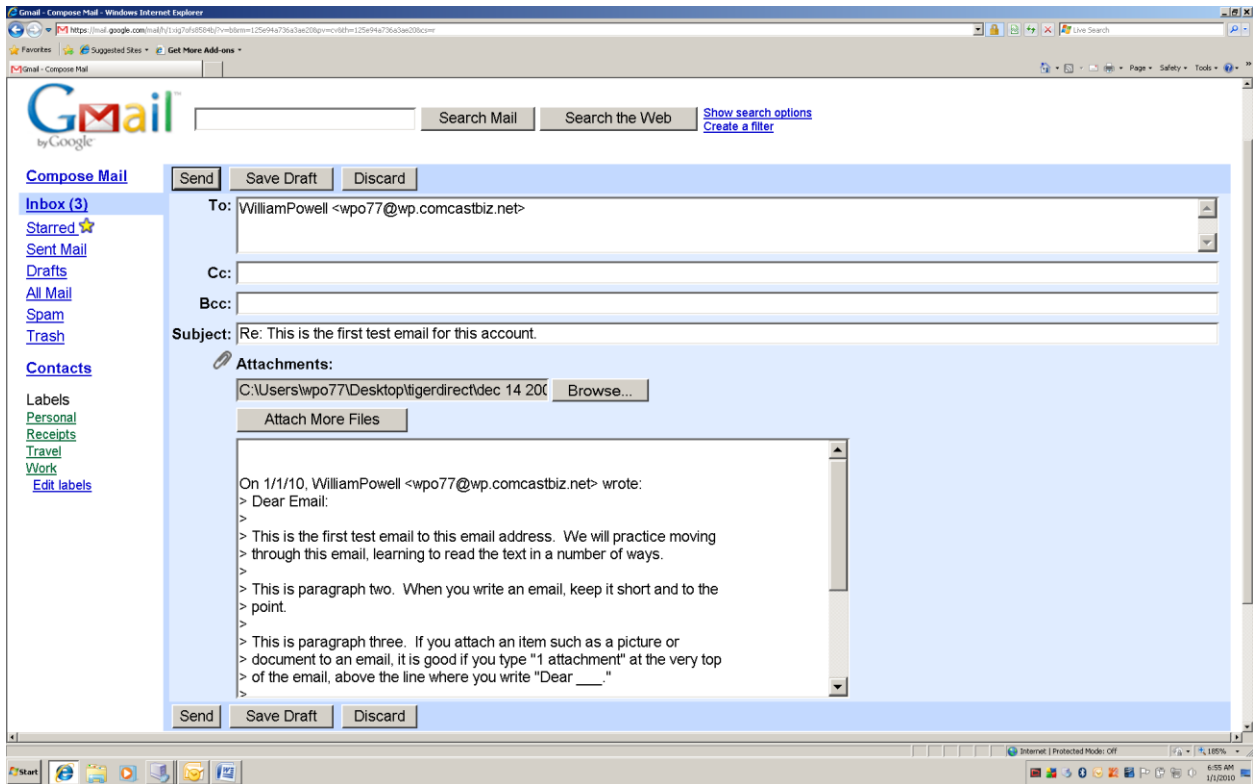 Gmail - Compose Mail - Windows Internet Explorer
Live Search
Favorites Suggested Sites Get More Add-ons
Gmail - Compose Mail Page Safety Tools
Gmail Search Mail Search the Web Show search options
by Google Create a filter
Compose Mail Send Save Draft Discard
Inbox (3) To: WilliamPowell <wpo77@wp.comcastbiz.net>
Starred
Sent Mail
Drafts Cc:
All Mail Bcc:
Spam
Trash Subject: Re: This is the first test email for this account.
Contacts Attachments:
Labels C:\Users\wpo77\Desktop\tigerdirect\dec 14 200 Browse...
Personal Attach More Files
Receipts
Travel
Work
Edit labels
On 1/1/10, WilliamPowell <wpo77@wp.comcastbiz.net> wrote:
> Dear Email:
>
> This is the first test email to this email address.  We will practice moving
> through this email, learning to read the text in a number of ways.
>
> This is paragraph two.  When you write an email, keep it short and to the
> point.
>
> This is paragraph three.  If you attach an item such as a picture or
> document to an email, it is good if you type "1 attachment" at the very top
> of the email, above the line where you write "Dear ___."
>
Send Save Draft Discard
Internet | Protected Mode: Off 185%
Start 6:55 AM
1/1/2010